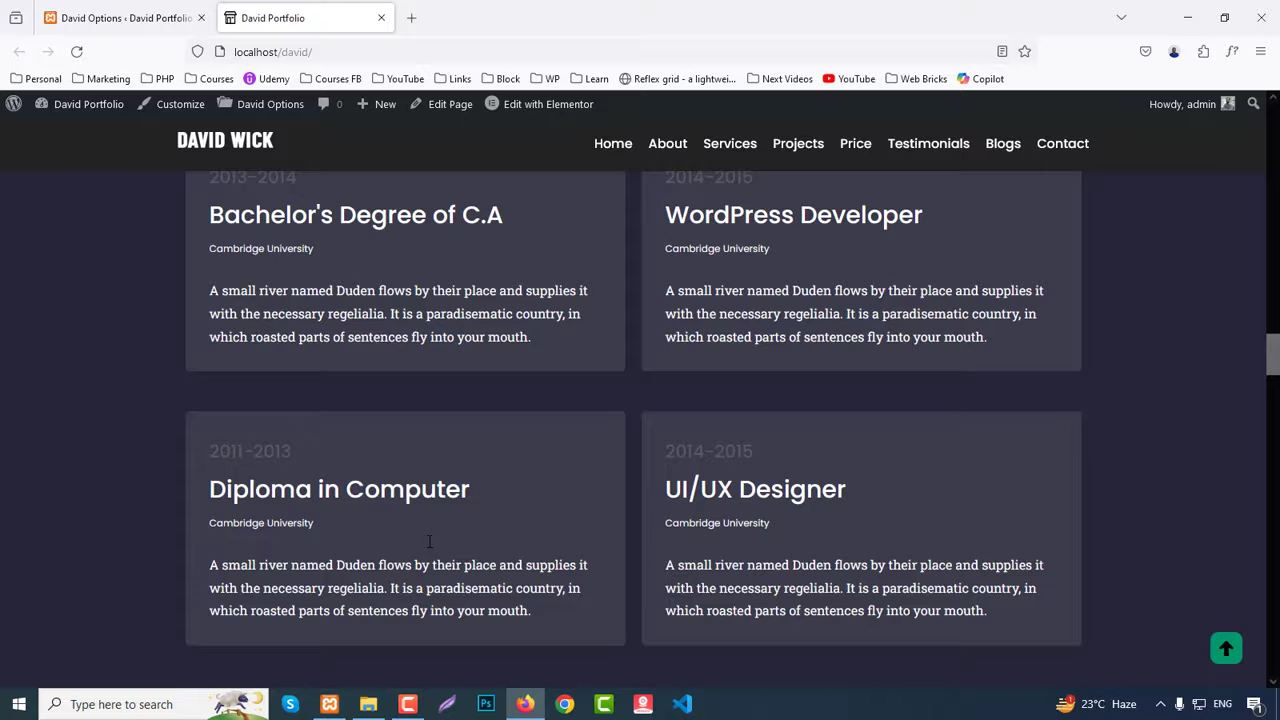 David Options ‹ David Portfolio
David Portfolio
localhost/david/
Personal Marketing PHP Courses Udemy Courses FB YouTube Links Block WP Learn Reflex grid - a lightwei... Next Videos YouTube Web Bricks Copilot
David Portfolio Customize David Options 0 New Edit Page Edit with Elementor Howdy, admin
DAVID WICK
Home About Services Projects Price Testimonials Blogs Contact
2013-2014
Bachelor's Degree of C.A
Cambridge University
A small river named Duden flows by their place and supplies it
with the necessary regelialia. It is a paradisematic country, in
which roasted parts of sentences fly into your mouth.
2014-2015
WordPress Developer
Cambridge University
A small river named Duden flows by their place and supplies it
with the necessary regelialia. It is a paradisematic country, in
which roasted parts of sentences fly into your mouth.
2011-2013
Diploma in Computer
Cambridge University
A small river named Duden flows by their place and supplies it
with the necessary regelialia. It is a paradisematic country, in
which roasted parts of sentences fly into your mouth.
2014-2015
UI/UX Designer
Cambridge University
A small river named Duden flows by their place and supplies it
with the necessary regelialia. It is a paradisematic country, in
which roasted parts of sentences fly into your mouth.
Type here to search
23°C Haze ENG